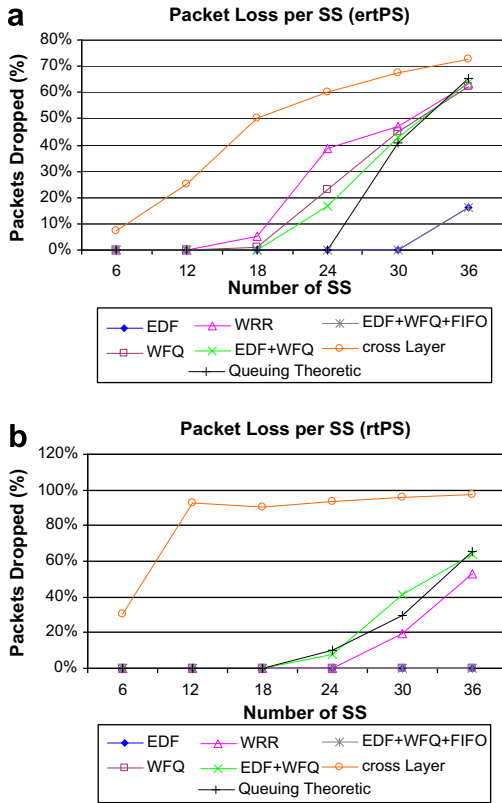 a
Packet Loss per SS (ertPS)
Packets Dropped (%)
80%
70%
60%
50%
40%
30%
20%
10%
0%
6 12 18 24 30 36
Number of SS
EDF WRR EDF+WFQ+FIFO
WFQ EDF+WFQ cross Layer
Queuing Theoretic
b
Packet Loss per SS (rtPS)
Packets Dropped (%)
120%
100%
80%
60%
40%
20%
0%
6 12 18 24 30 36
Number of SS
EDF WRR EDF+WFQ+FIFO
WFQ EDF+WFQ cross Layer
Queuing Theoretic